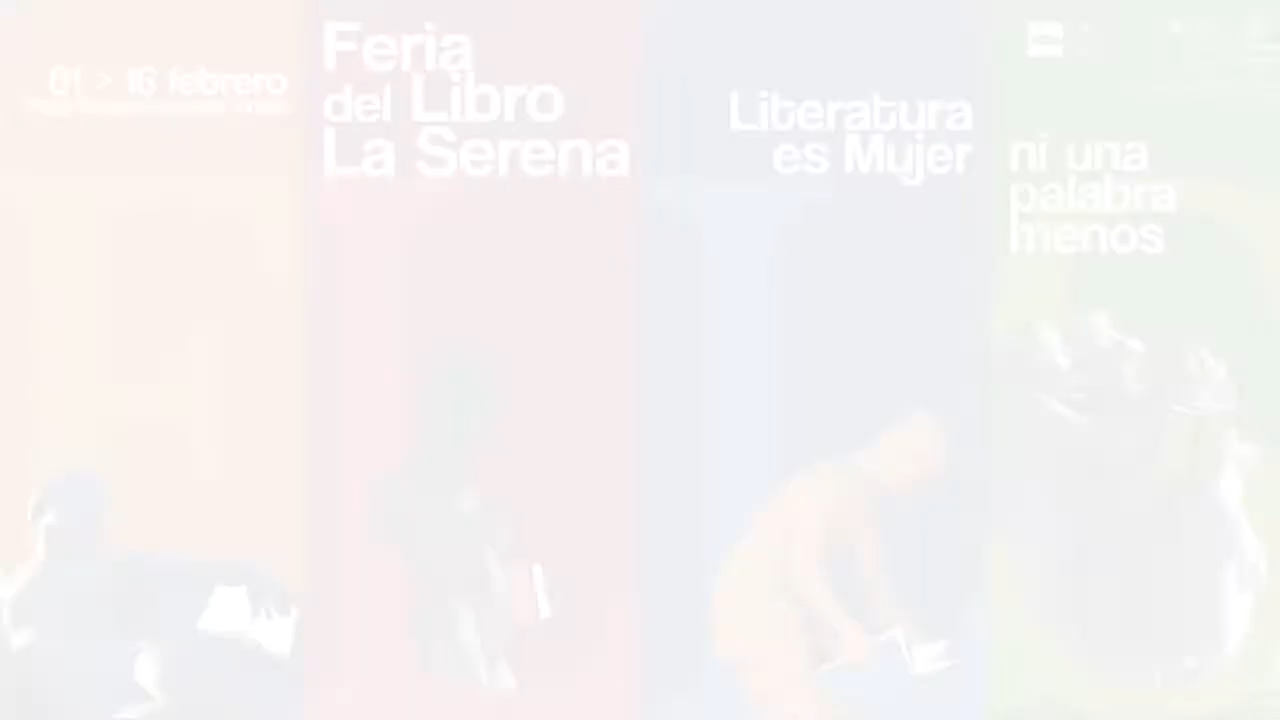 01 > 16 febrero
Feria
del Libro
La Serena
Literatura
es Mujer
ni una
palabra
menos